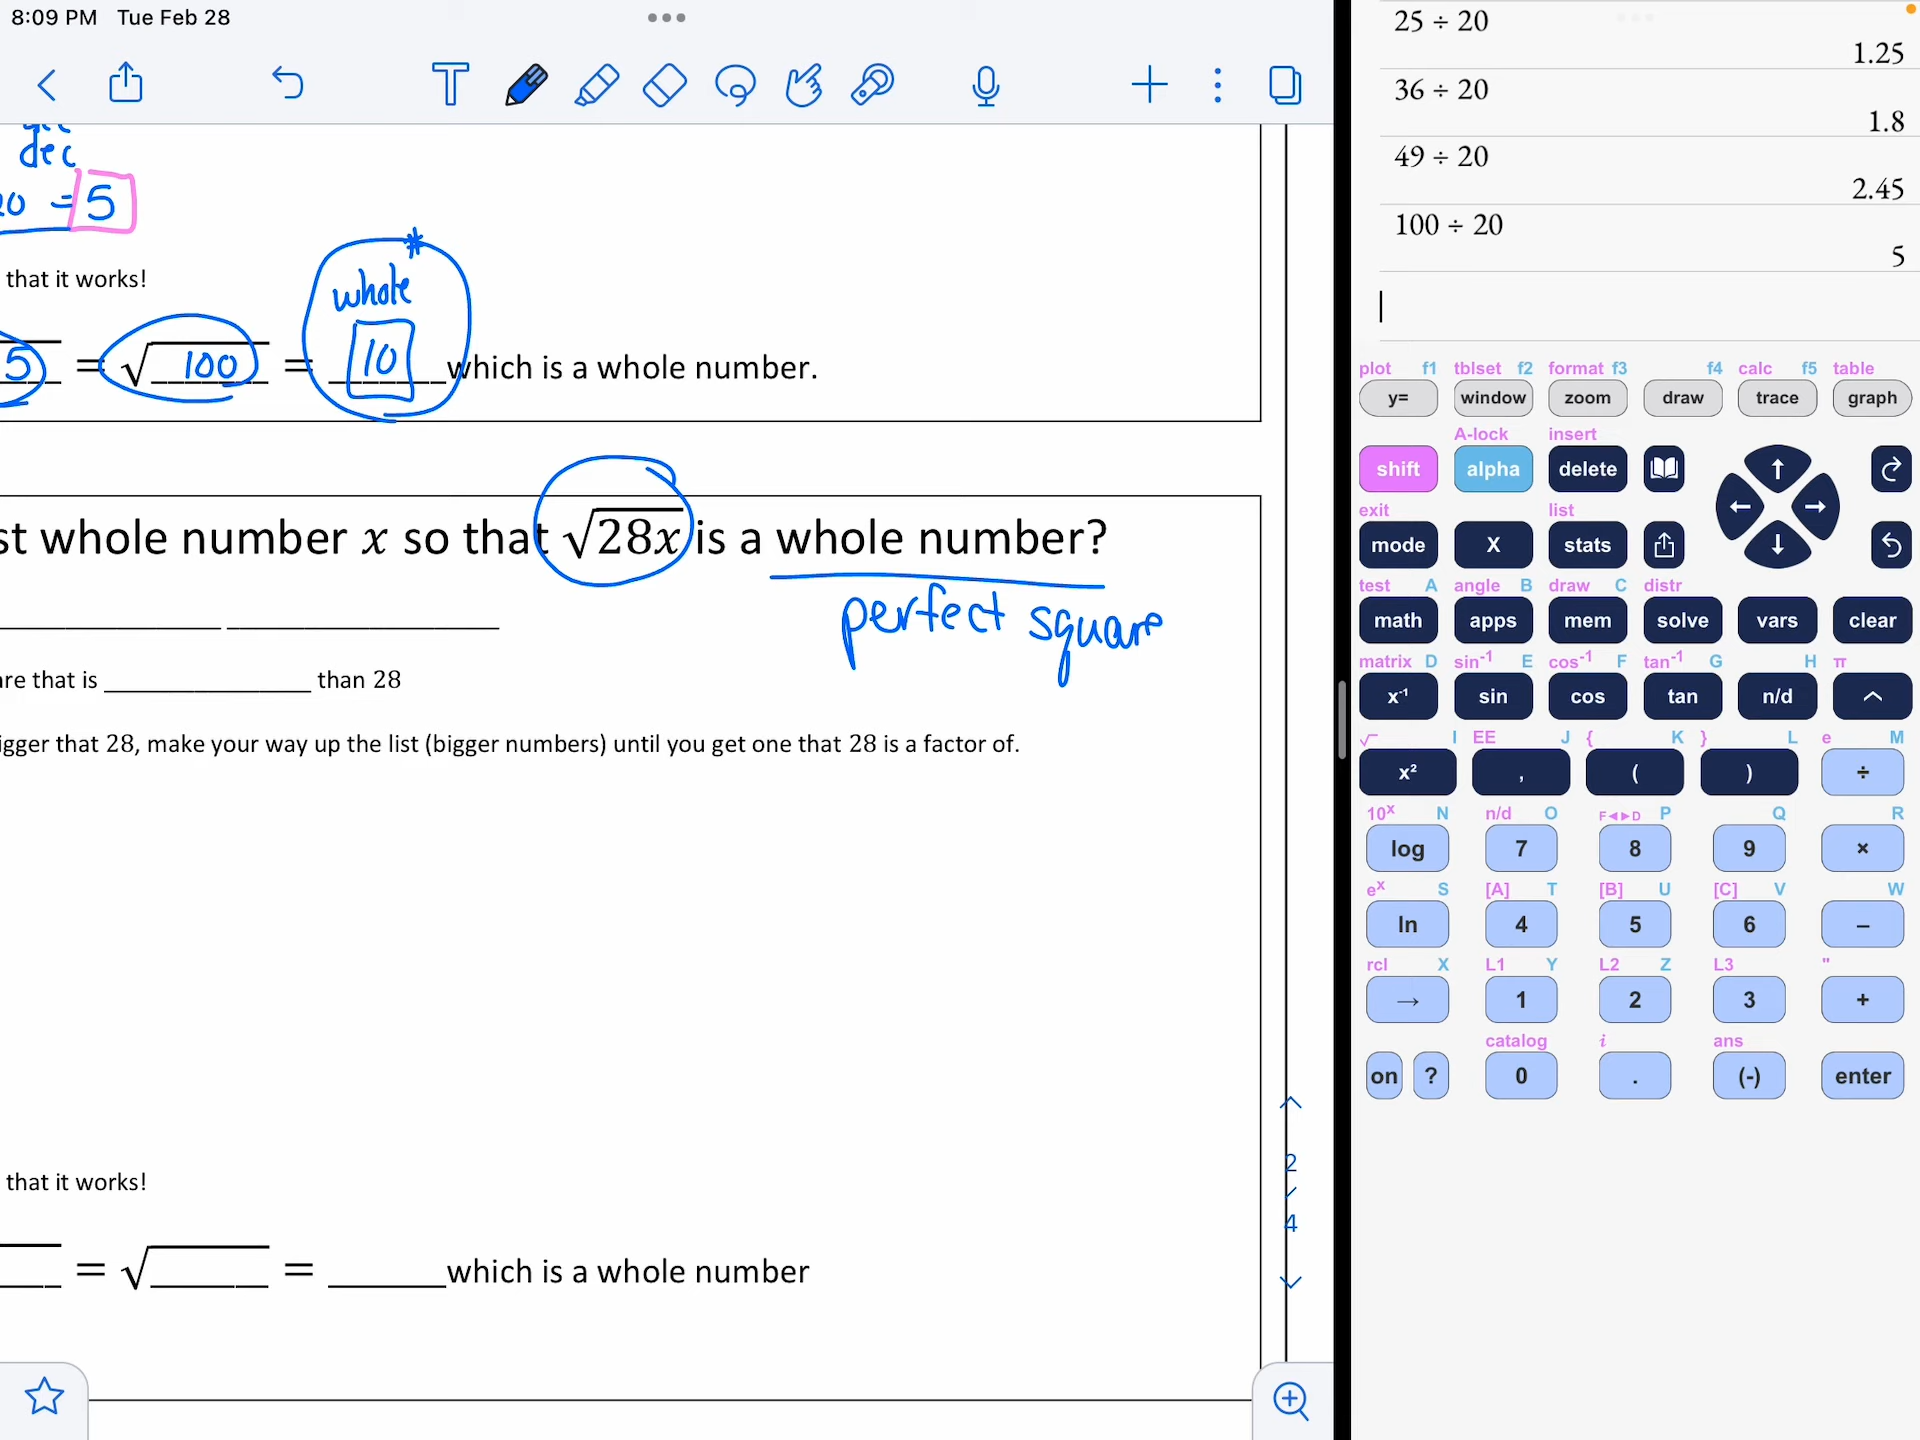 8:09 PM Tue Feb 28
dec
20 = 5
that it works!
whole
5 = √100 = 10 which is a whole number.
st whole number x so that √28x is a whole number?
perfect square
are that is ________ than 28
igger that 28, make your way up the list (bigger numbers) until you get one that 28 is a factor of.
that it works!
= √____ = ____ which is a whole number
2
/
4
25 ÷ 20
1.25
36 ÷ 20
1.8
49 ÷ 20
2.45
100 ÷ 20
5
plot f1 tblset f2 format f3 f4 calc f5 table
y= window zoom draw trace graph
A-lock insert
shift alpha delete
exit list
mode X stats
test A angle B draw C distr
math apps mem solve vars clear
matrix D sin⁻¹ E cos⁻¹ F tan⁻¹ G H π
x⁻¹ sin cos tan n/d ^
√ I EE J { K } L e M
x² , ( ) ÷
10ˣ N n/d O F◄►D P Q R
log 7 8 9 ×
eˣ S [A] T [B] U [C] V W
ln 4 5 6 –
rcl X L1 Y L2 Z L3 "
→ 1 2 3 +
catalog i ans
on ? 0 . (-) enter